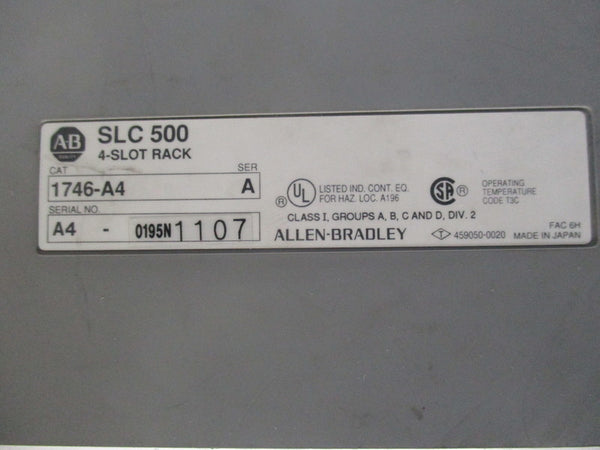 AB
QUALITY
SLC 500
4-SLOT RACK
CAT SER
1746-A4 A
SERIAL NO.
A4 - 0195N 1107
UL
®
LISTED IND. CONT. EQ.
FOR HAZ. LOC. A196
SA
®
OPERATING
TEMPERATURE
CODE T3C
CLASS I, GROUPS A, B, C AND D, DIV. 2
ALLEN-BRADLEY
T 459050-0020
FAC 6H
MADE IN JAPAN